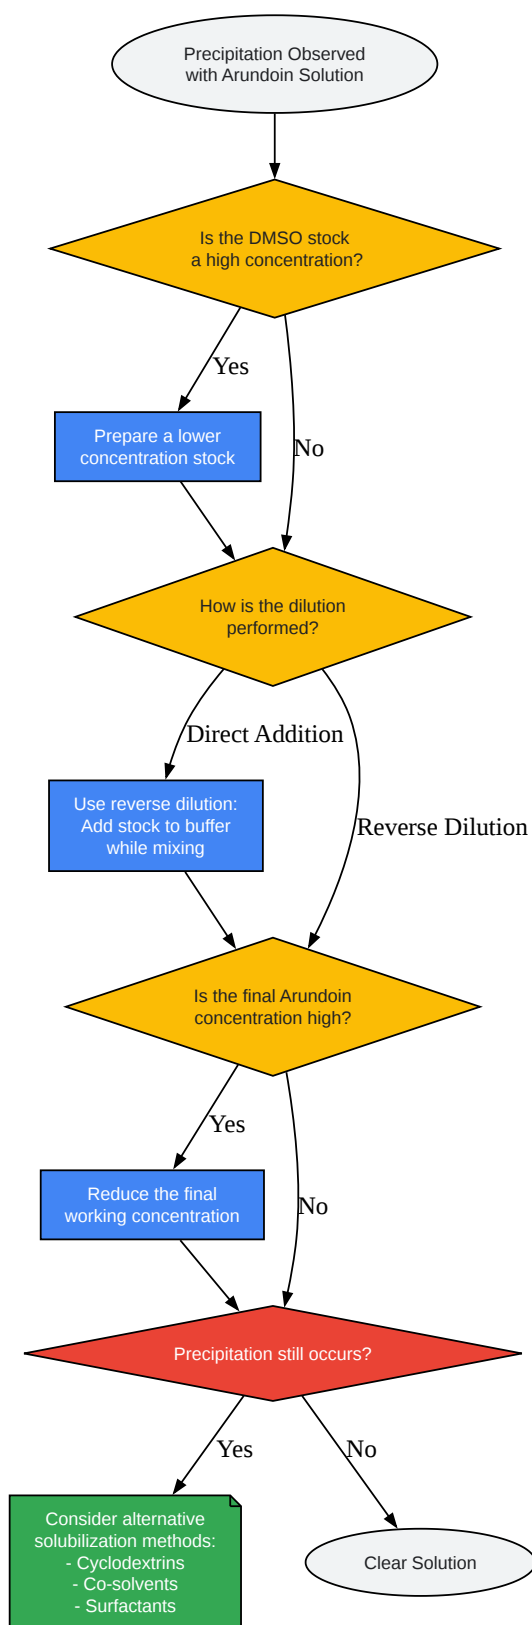 Precipitation Observed
with Arundoin Solution
Is the DMSO stock
a high concentration?
Yes
Prepare a lower
concentration stock
No
How is the dilution
performed?
Direct Addition
Use reverse dilution:
Add stock to buffer
while mixing
Reverse Dilution
Is the final Arundoin
concentration high?
Yes
Reduce the final
working concentration
No
Precipitation still occurs?
Yes
No
Consider alternative
solubilization methods:
- Cyclodextrins
- Co-solvents
- Surfactants
Clear Solution